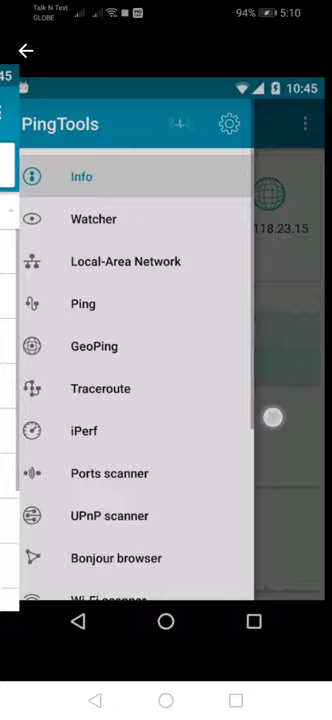 Talk N Text
GLOBE
94%
5:10
45
10:45
PingTools
Info
Watcher
118.23.15
Local-Area Network
Ping
GeoPing
Traceroute
iPerf
Ports scanner
UPnP scanner
Bonjour browser
Wi-Fi scanner